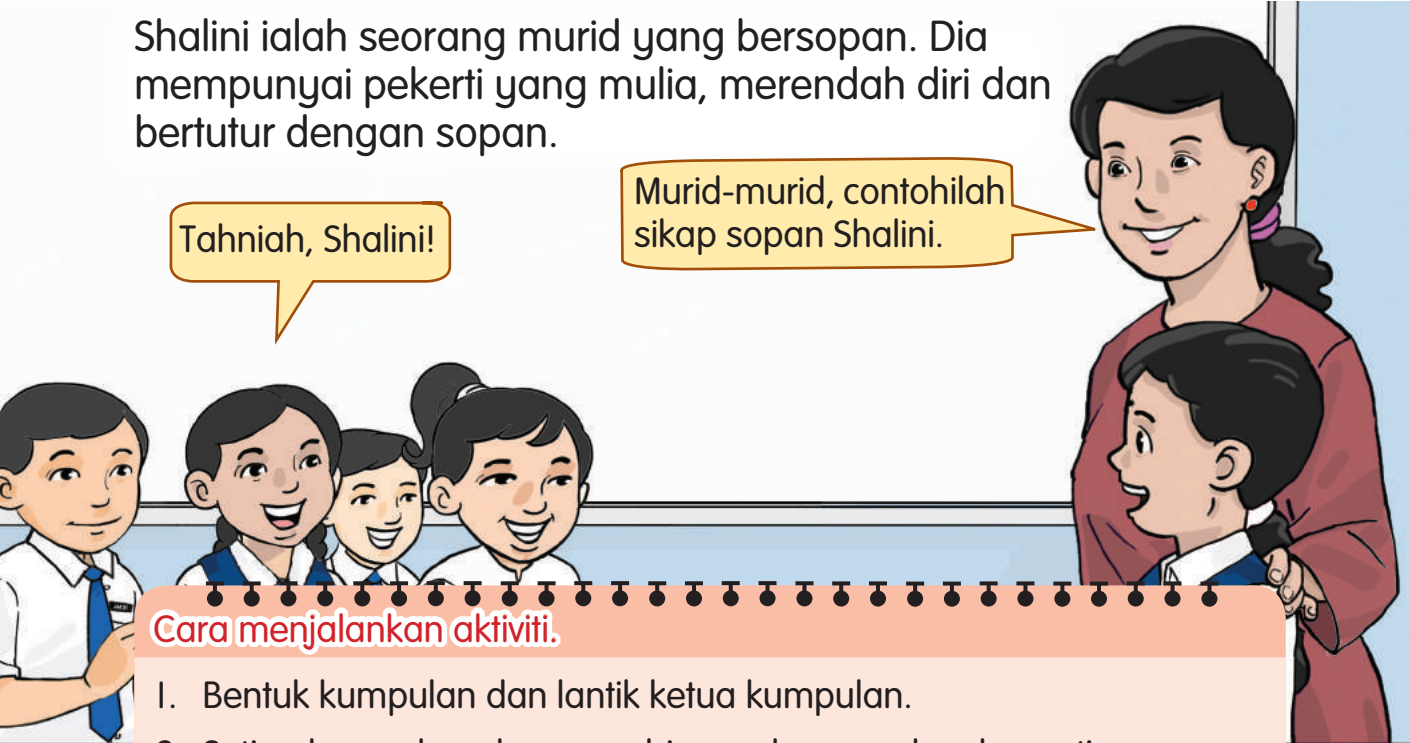 Shalini ialah seorang murid yang bersopan. Dia
mempunyai pekerti yang mulia, merendah diri dan
bertutur dengan sopan.
Tahniah, Shalini!
Murid-murid, contohilah
sikap sopan Shalini.
Cara menjalankan aktiviti.
1. Bentuk kumpulan dan lantik ketua kumpulan.